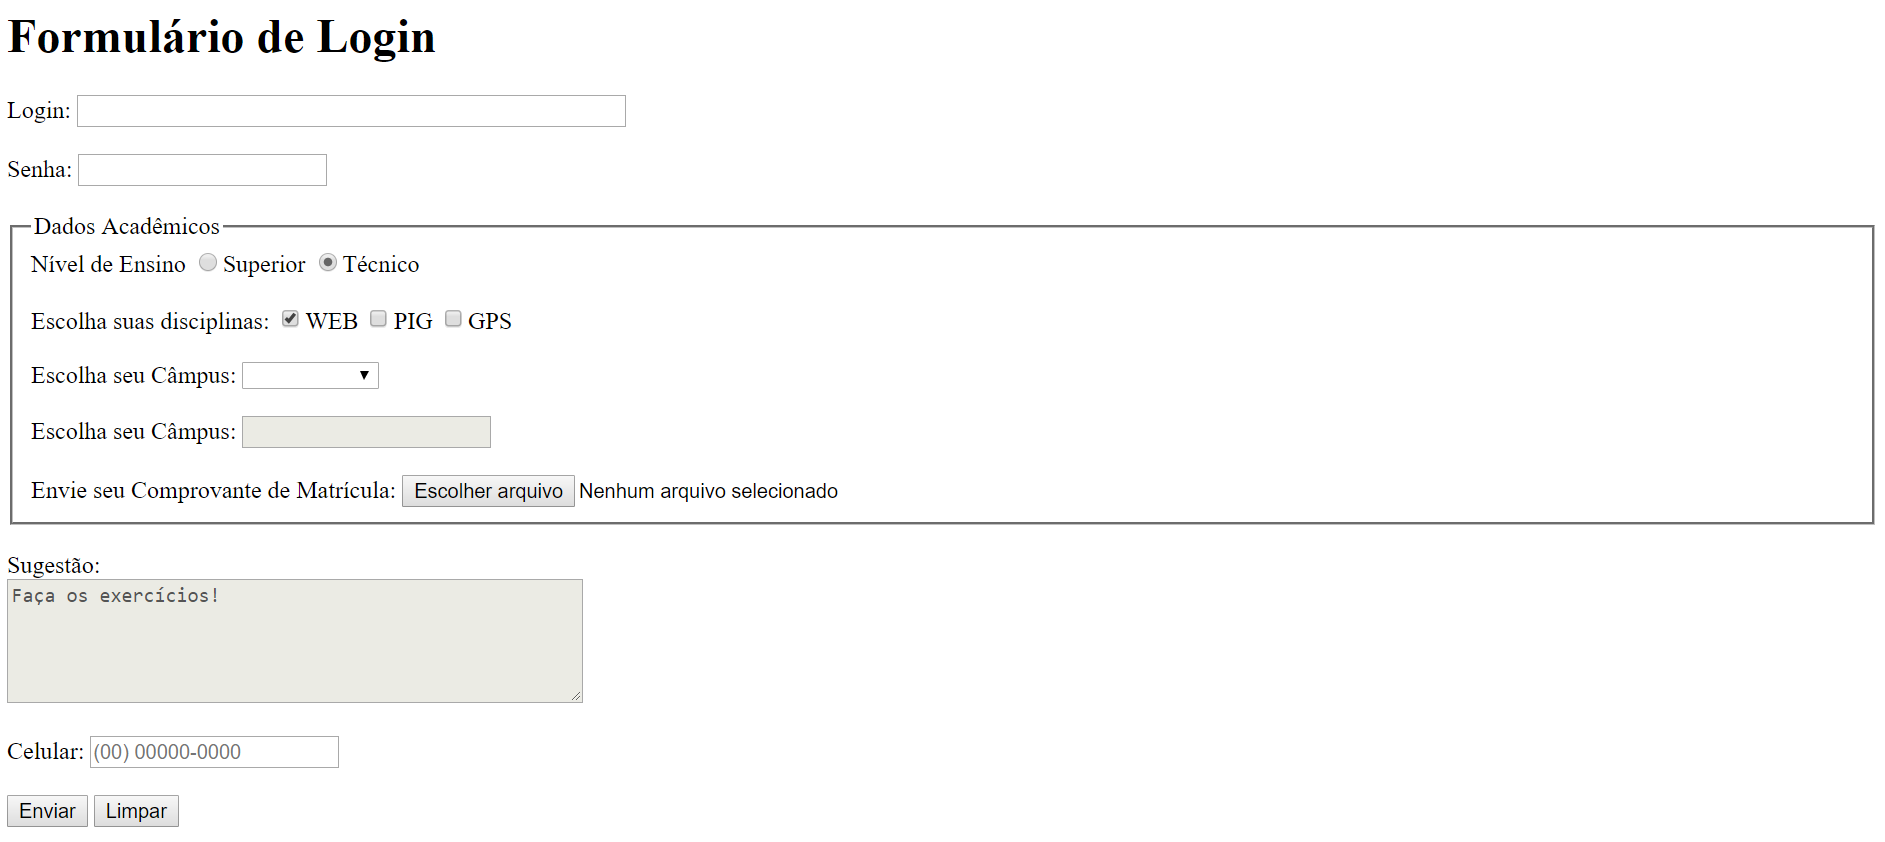 Formulário de Login
Login:
Senha:
Dados Acadêmicos
Nível de Ensino Superior Técnico
Escolha suas disciplinas: WEB PIG GPS
Escolha seu Câmpus:
Escolha seu Câmpus:
Envie seu Comprovante de Matrícula: Escolher arquivo Nenhum arquivo selecionado
Sugestão:
Faça os exercícios!
Celular: (00) 00000-0000
Enviar Limpar